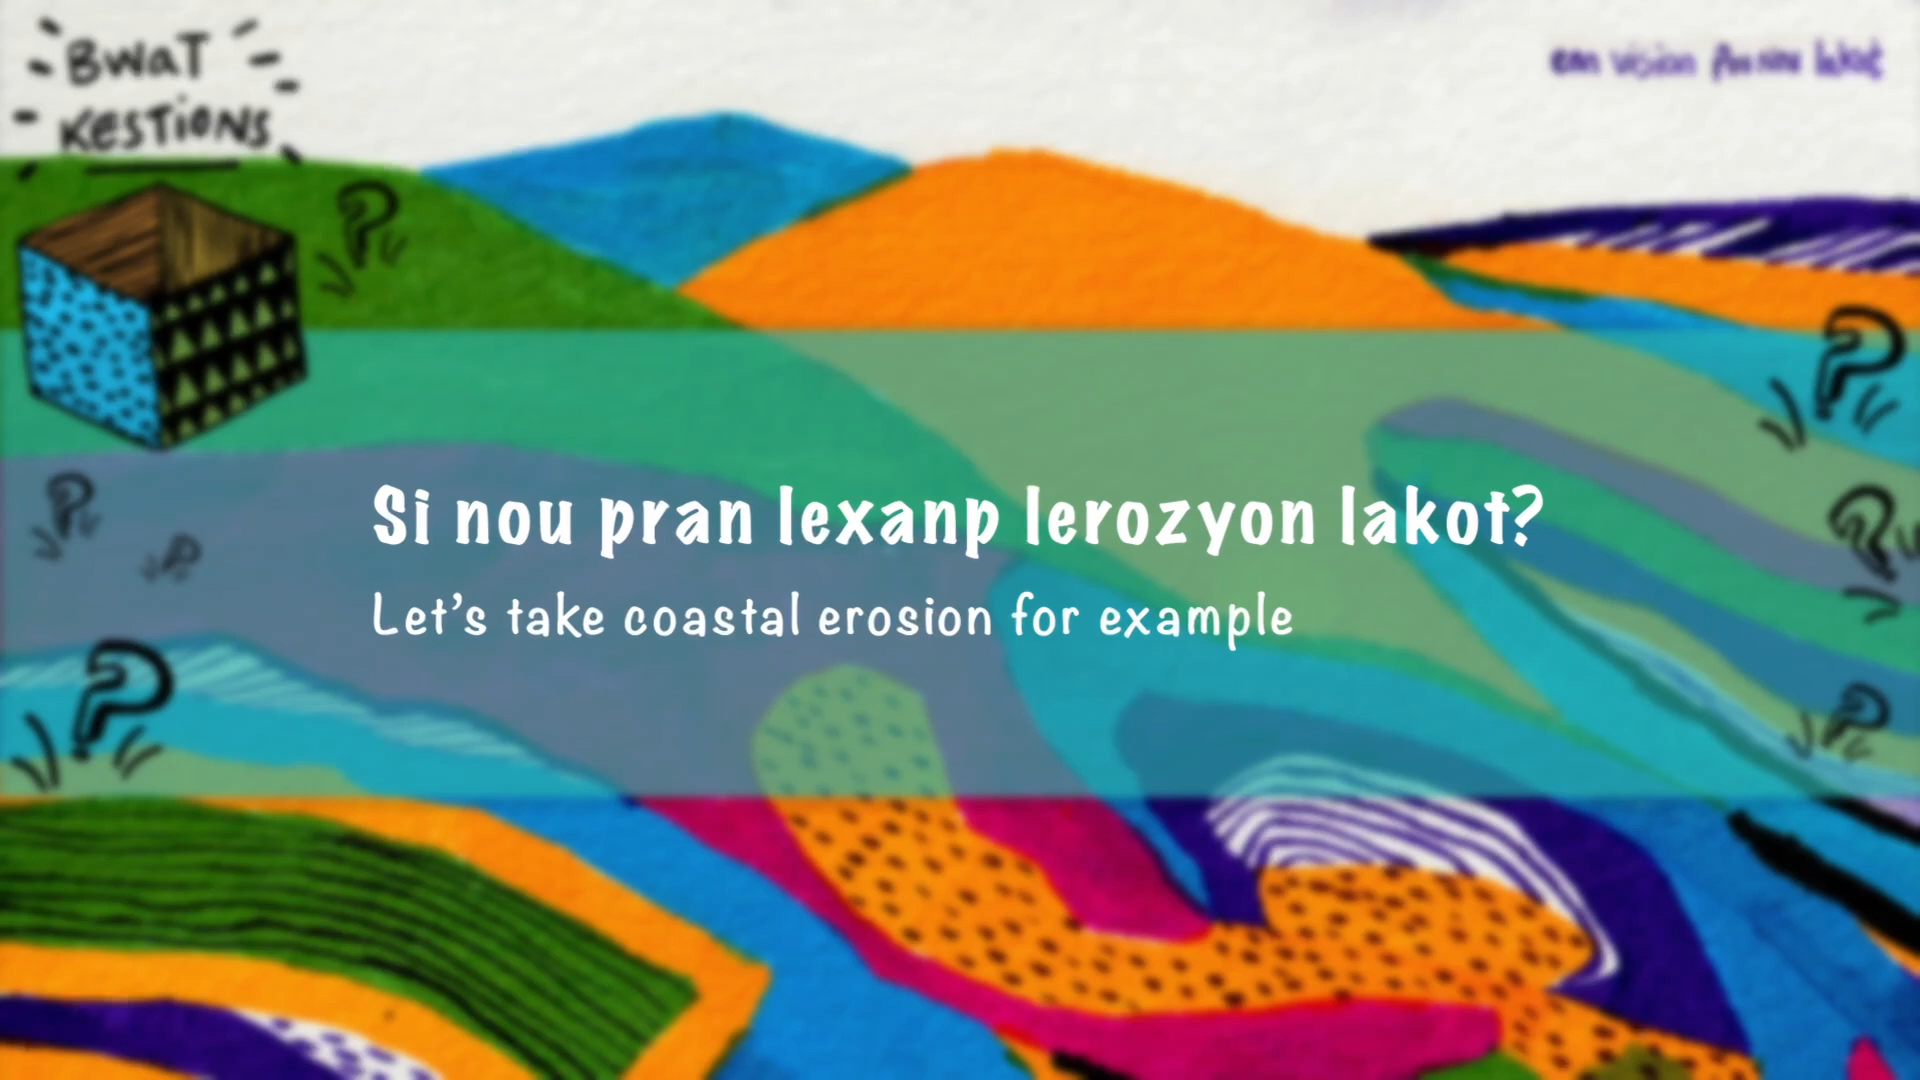 BWaT
KESTiONS
Si nou pran lexanp lerozyon lakot?
Let's take coastal erosion for example